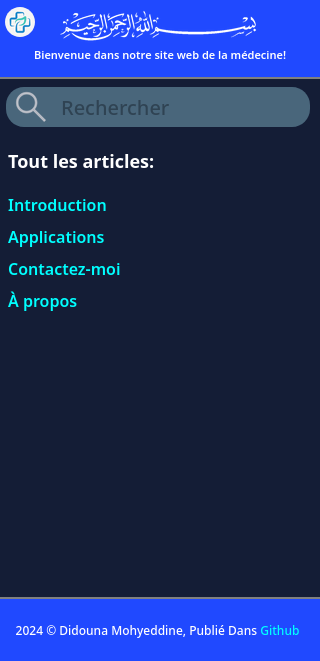 بسم الله الرحمن الرحيم
Bienvenue dans notre site web de la médecine!
Rechercher
Tout les articles:
Introduction
Applications
Contactez-moi
À propos
2024 © Didouna Mohyeddine, Publié Dans Github